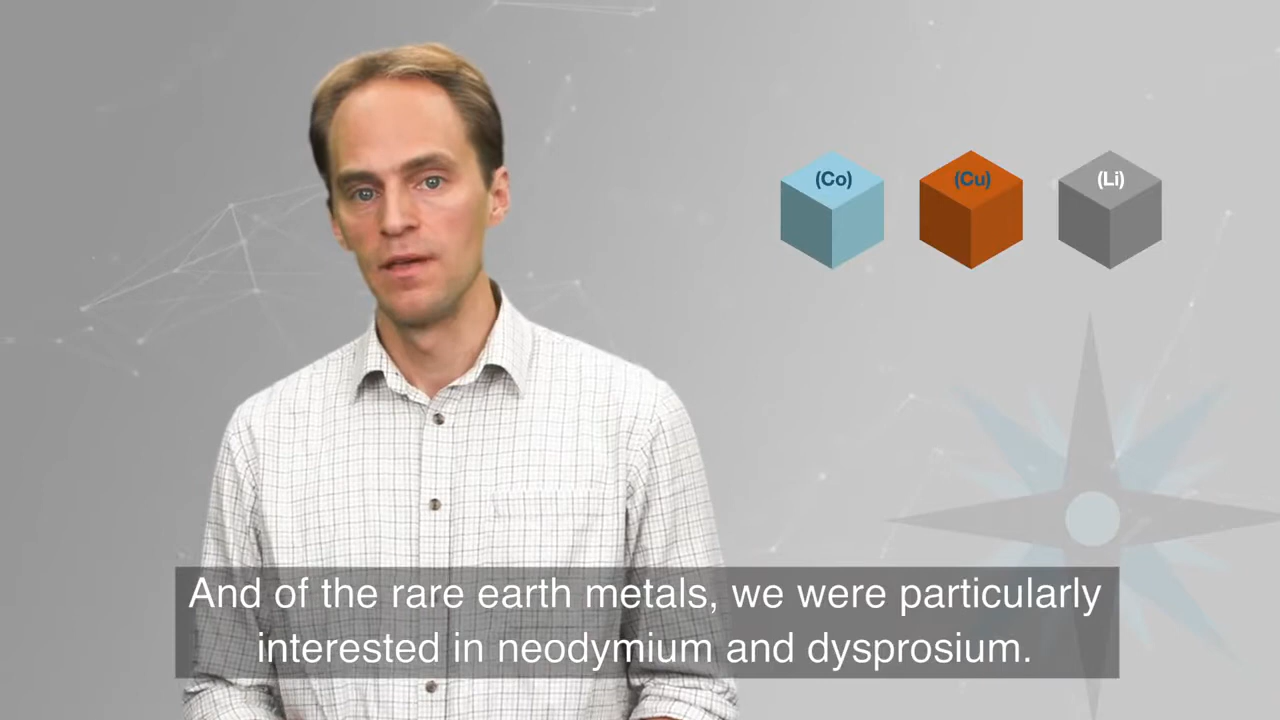 (Co) (Cu) (Li)
And of the rare earth metals, we were particularly
interested in neodymium and dysprosium.